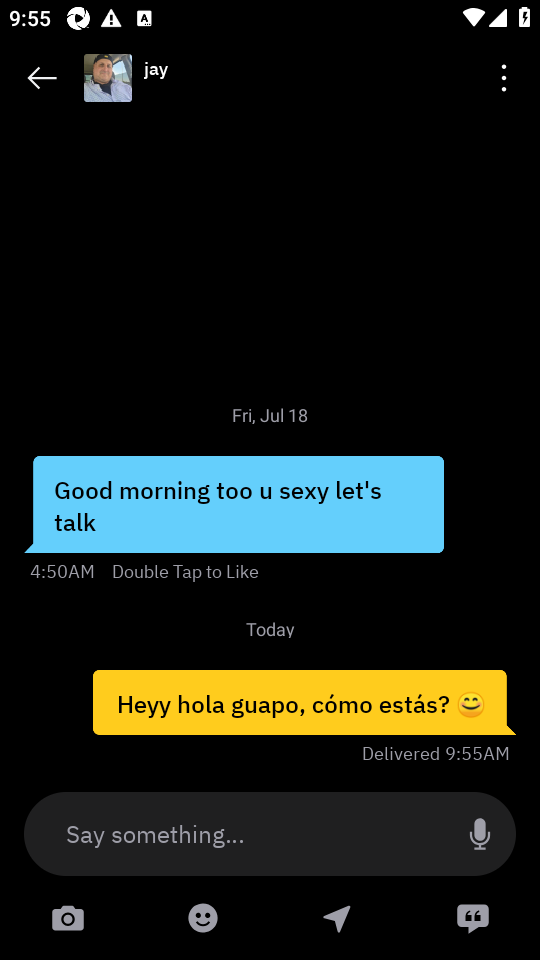 9:55
jay
Fri, Jul 18
Good morning too u sexy let's
talk
4:50AM Double Tap to Like
Today
Heyy hola guapo, cómo estás? 😄
Delivered 9:55AM
Say something...